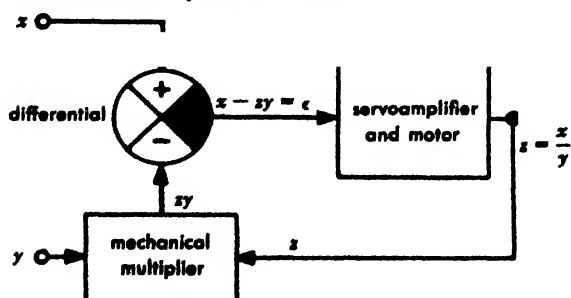 x
+
differential
x − zy = ϵ
servoamplifier
and motor
z = x/y
−
zy
z
y
mechanical
multiplier